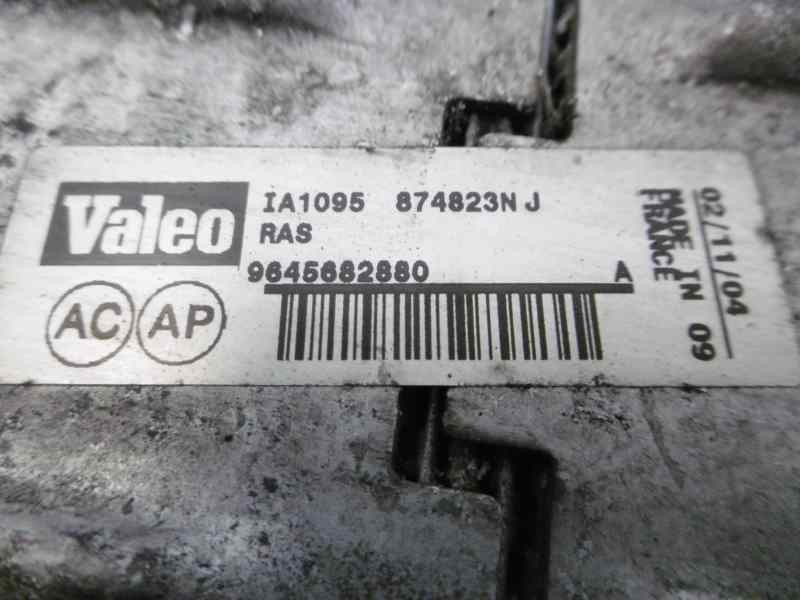 Valeo
IA1095 874823N J
RAS
9645682880 A
AC AP
MADE IN
FRANCE
02/11/04
09